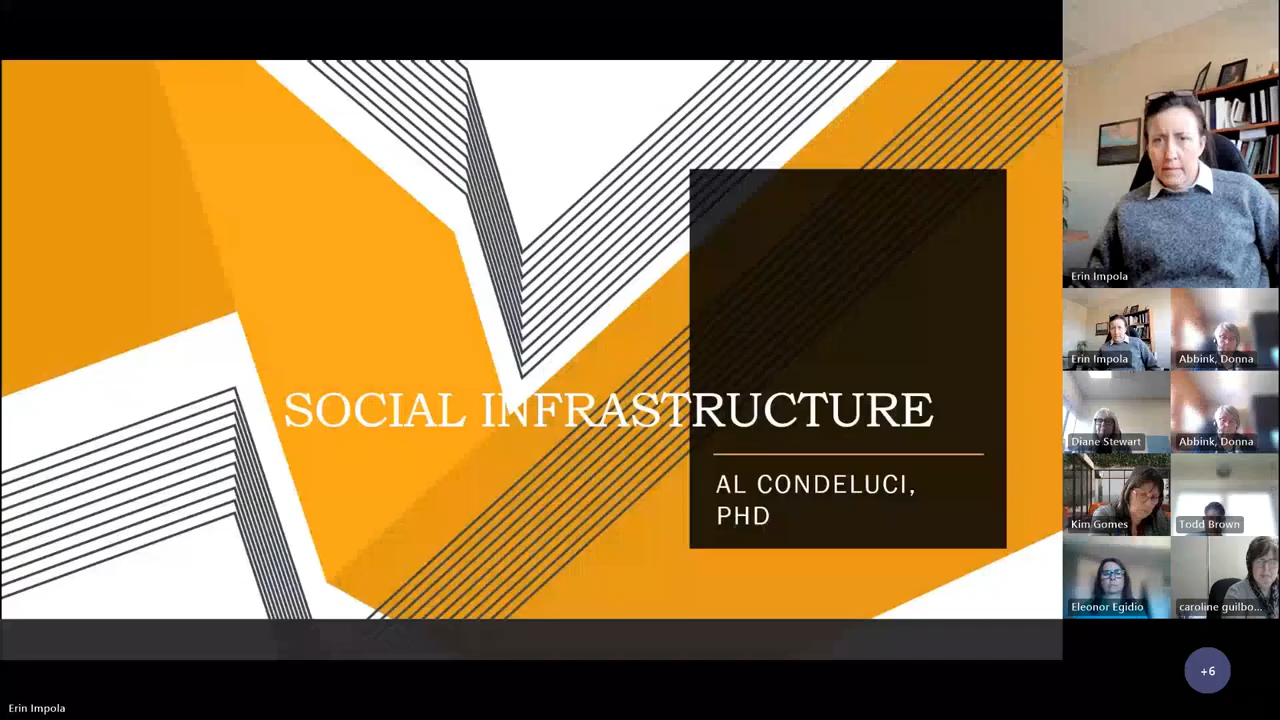 SOCIAL INFRASTRUCTURE
AL CONDELUCI,
PHD
Erin Impola
Erin Impola
Abbink, Donna
Diane Stewart
Abbink, Donna
Kim Gomes
Todd Brown
Eleonor Egidio
caroline guilbo...
+6
Erin Impola